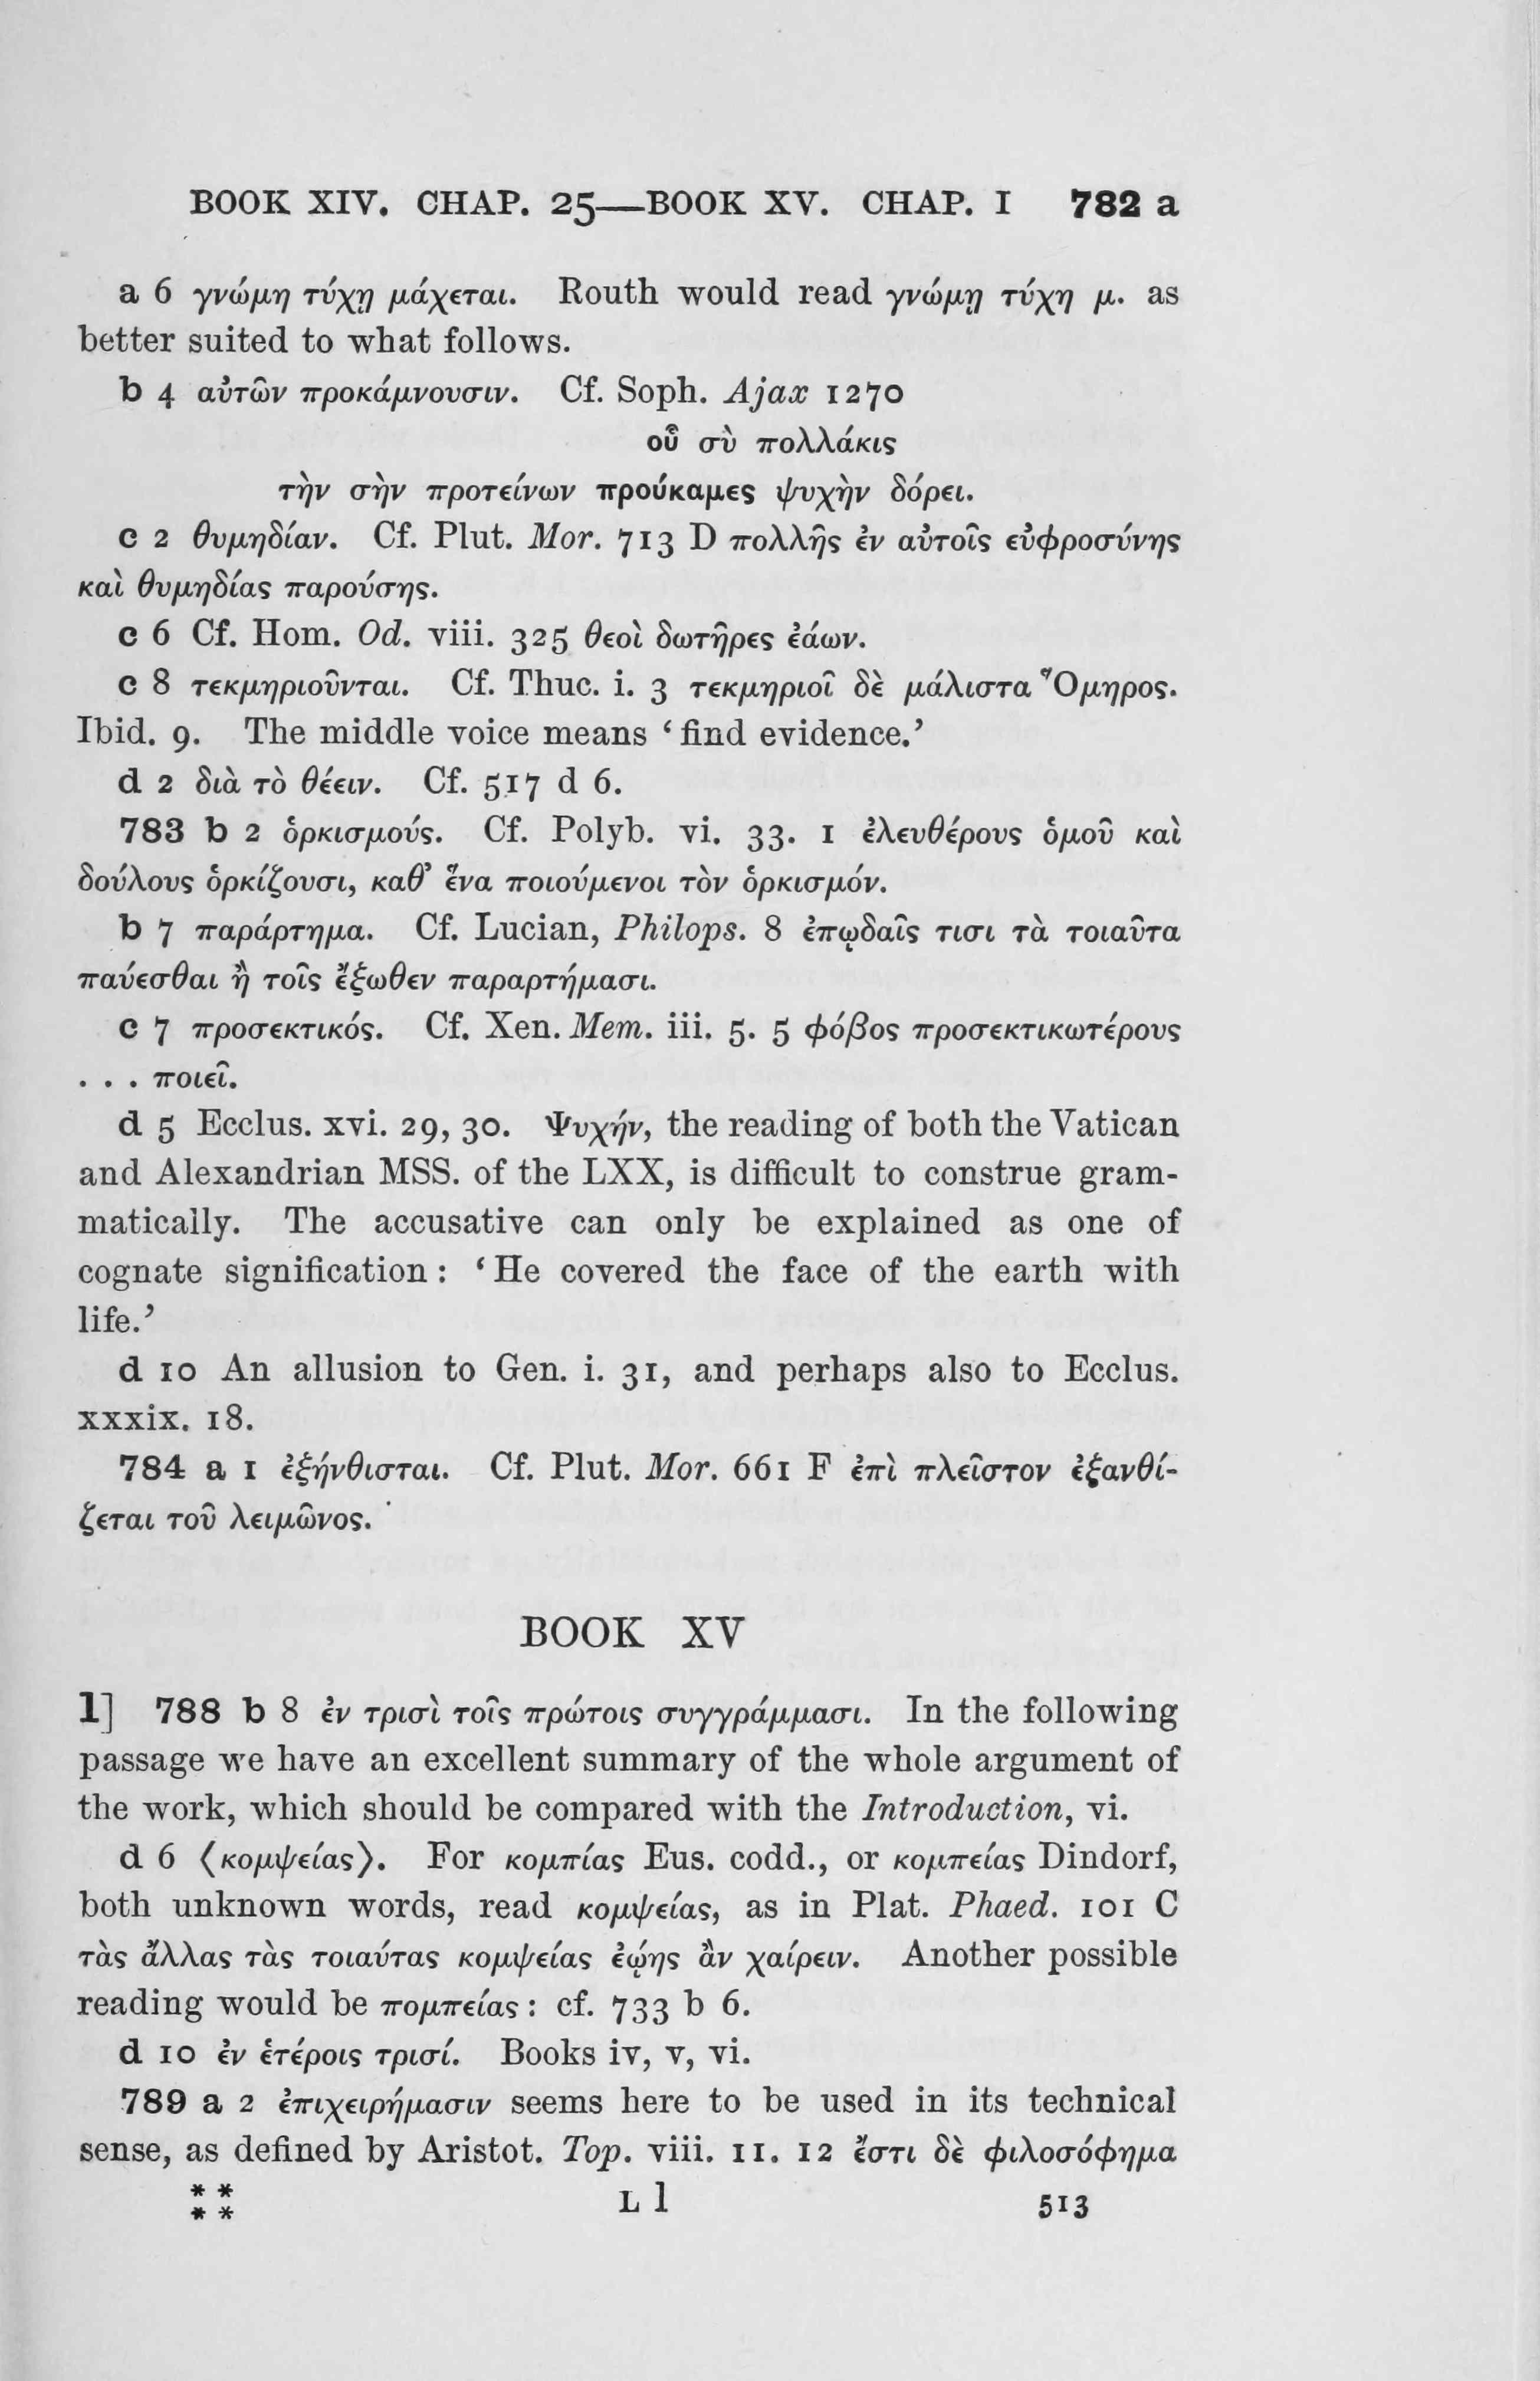 BOOK XIV. CHAP. 25—BOOK XV. CHAP. I 782 a
a 6 γνώμη τύχῃ μάχεται. Routh would read γνώμῃ τύχη μ. as
better suited to what follows.
b 4 αὐτῶν προκάμνουσιν. Cf. Soph. Ajax 1270
οὗ σὺ πολλάκις
τὴν σὴν προτείνων προύκαμες ψυχὴν δόρει.
c 2 θυμηδίαν. Cf. Plut. Mor. 713 D πολλῆς ἐν αὐτοῖς εὐφροσύνης
καὶ θυμηδίας παρούσης.
c 6 Cf. Hom. Od. viii. 325 θεοὶ δωτῆρες ἐάων.
c 8 τεκμηριοῦνται. Cf. Thuc. i. 3 τεκμηριοῖ δὲ μάλιστα Ὅμηρος.
Ibid. 9. The middle voice means ‘find evidence.’
d 2 διὰ τὸ θέειν. Cf. 517 d 6.
783 b 2 ὁρκισμούς. Cf. Polyb. vi. 33. 1 ἐλευθέρους ὁμοῦ καὶ
δούλους ὁρκίζουσι, καθ’ ἕνα ποιούμενοι τὸν ὁρκισμόν.
b 7 παράρτημα. Cf. Lucian, Philops. 8 ἐπῳδαῖς τισι τὰ τοιαῦτα
παύεσθαι ἢ τοῖς ἔξωθεν παραρτήμασι.
c 7 προσεκτικός. Cf. Xen. Mem. iii. 5. 5 φόβος προσεκτικωτέρους
. . . ποιεῖ.
d 5 Ecclus. xvi. 29, 30. Ψυχήν, the reading of both the Vatican
and Alexandrian MSS. of the LXX, is difficult to construe gram-
matically. The accusative can only be explained as one of
cognate signification : ‘He covered the face of the earth with
life.’
d 10 An allusion to Gen. i. 31, and perhaps also to Ecclus.
xxxix. 18.
784 a 1 ἐξήνθισται. Cf. Plut. Mor. 661 F ἐπὶ πλεῖστον ἐξανθί-
ζεται τοῦ λειμῶνος.
BOOK XV
1] 788 b 8 ἐν τρισὶ τοῖς πρώτοις συγγράμμασι. In the following
passage we have an excellent summary of the whole argument of
the work, which should be compared with the Introduction, vi.
d 6 ⟨κομψείας⟩. For κομπίας Eus. codd., or κομπείας Dindorf,
both unknown words, read κομψείας, as in Plat. Phaed. 101 C
τὰς ἄλλας τὰς τοιαύτας κομψείας ἐῴης ἂν χαίρειν. Another possible
reading would be πομπείας : cf. 733 b 6.
d 10 ἐν ἑτέροις τρισί. Books iv, v, vi.
789 a 2 ἐπιχειρήμασιν seems here to be used in its technical
sense, as defined by Aristot. Top. viii. 11. 12 ἔστι δὲ φιλοσόφημα
* * L l 513
* *